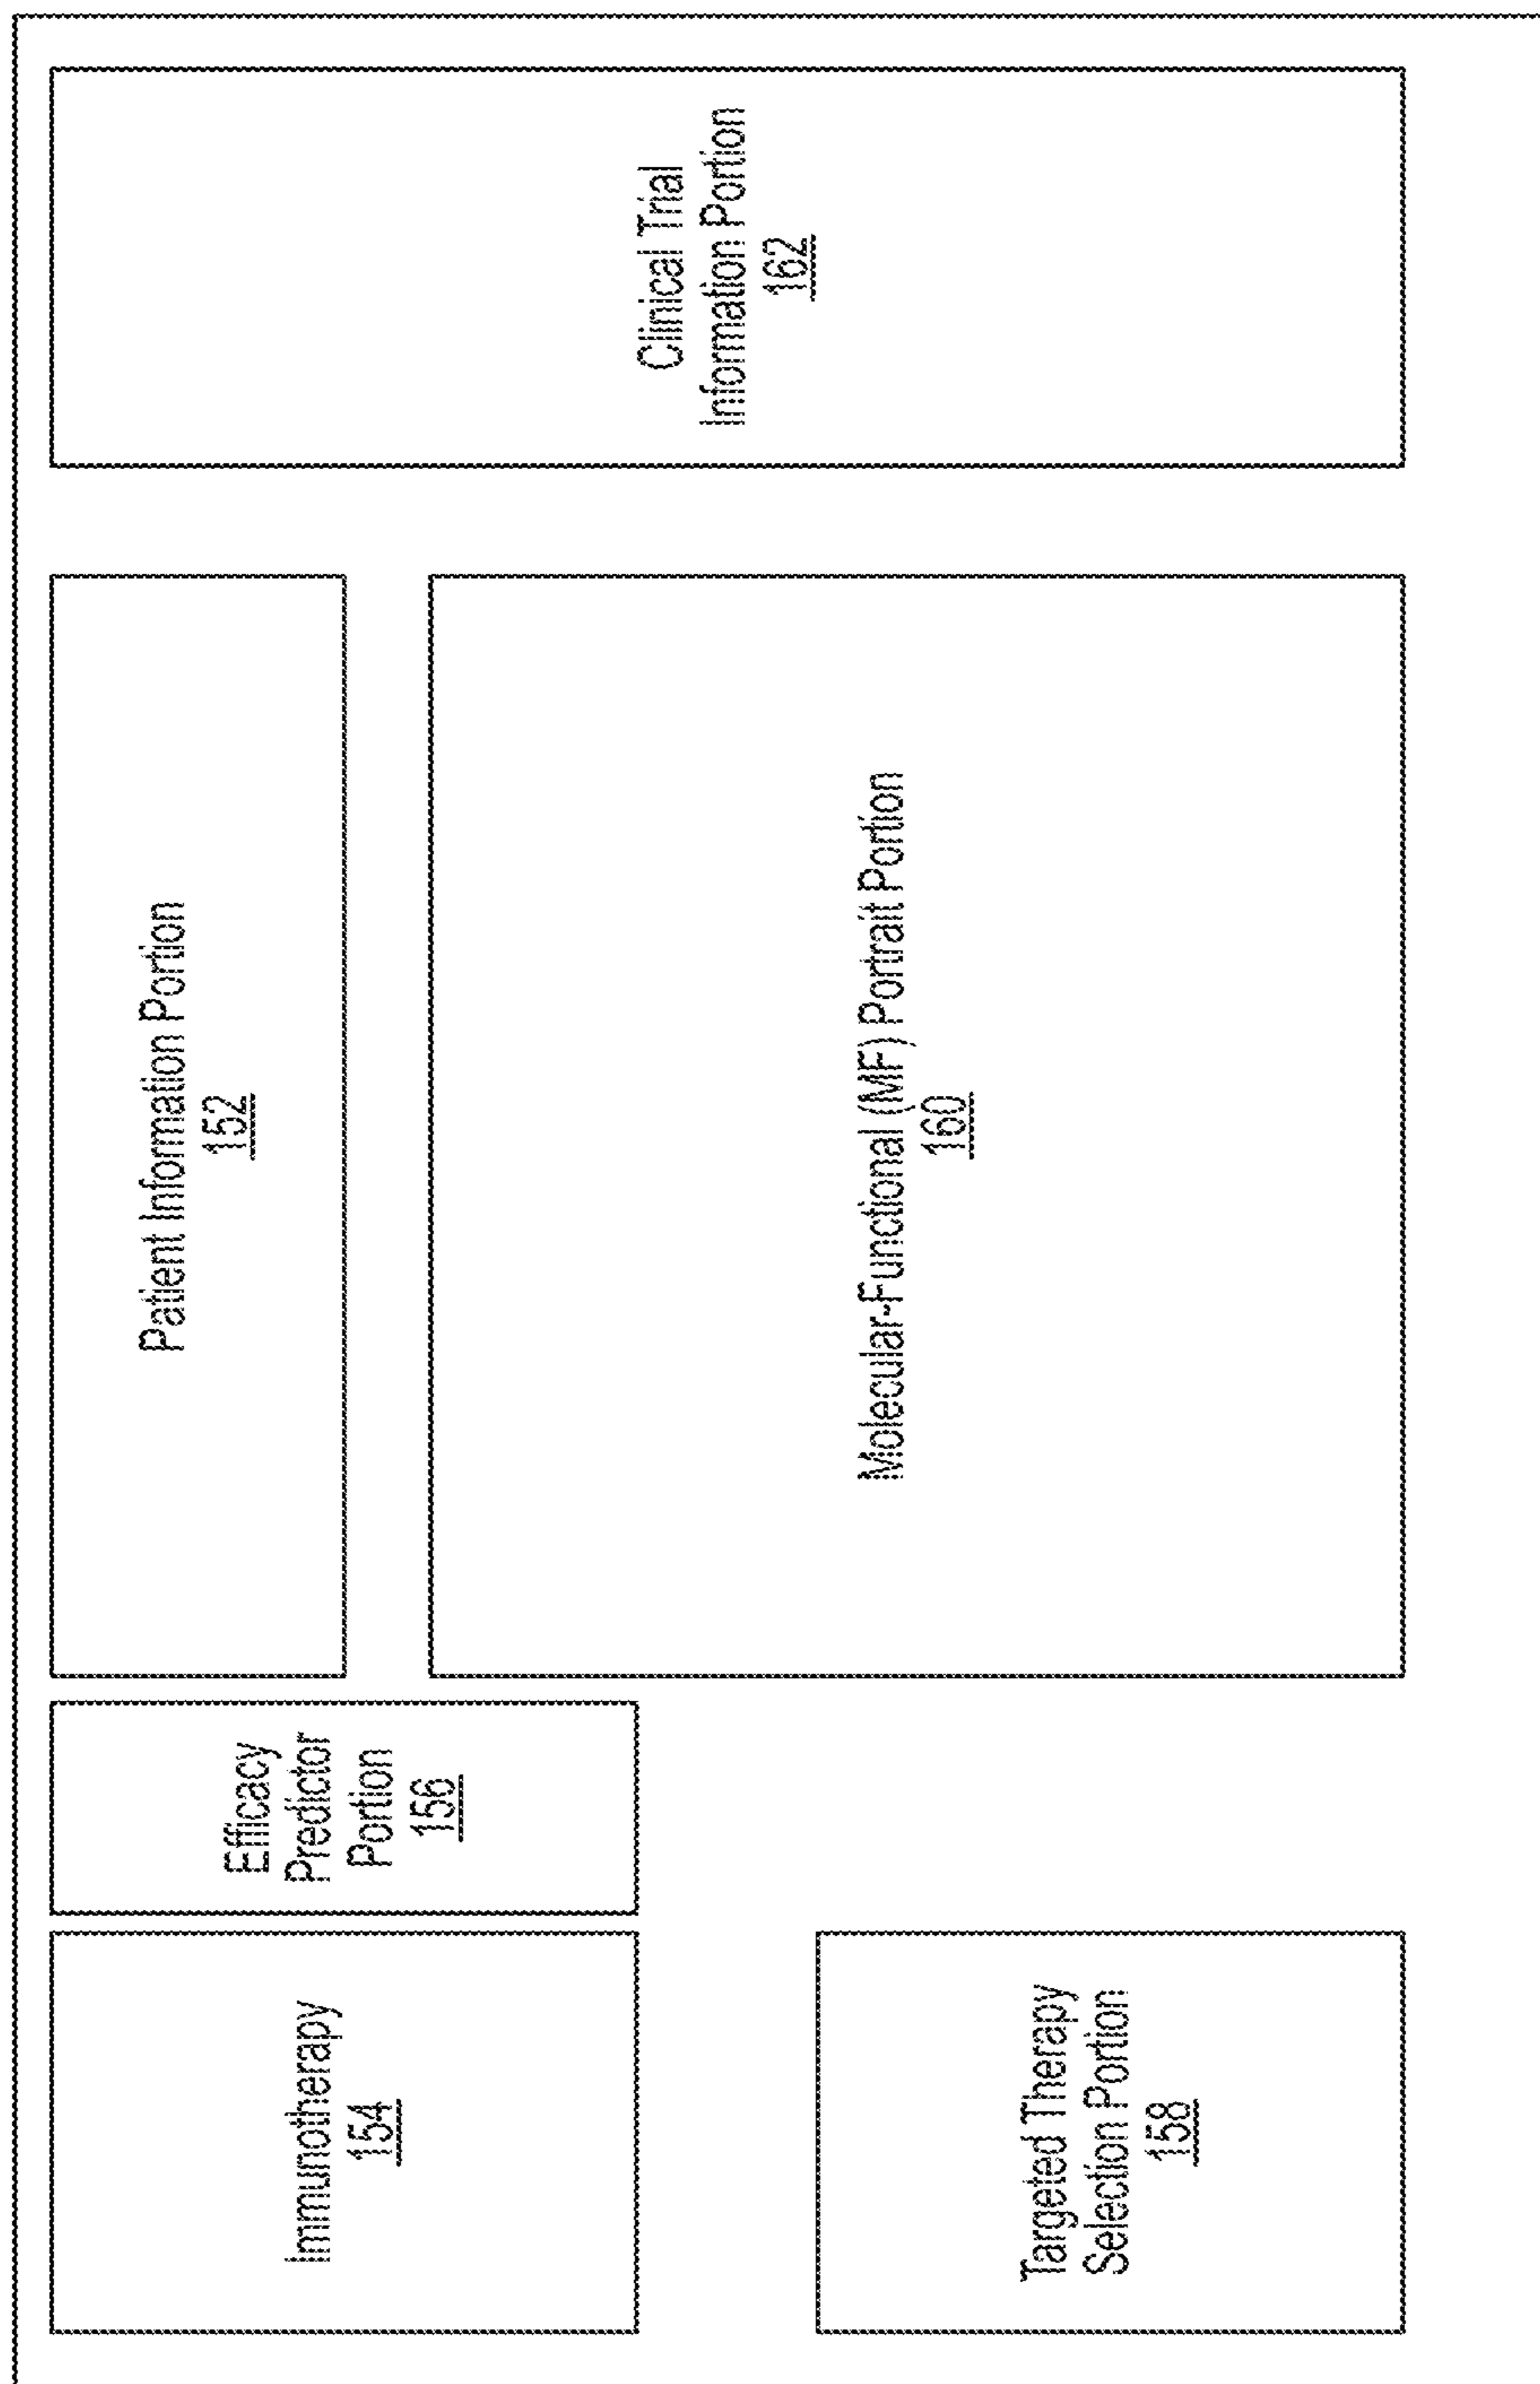 Immunotherapy
154
Efficacy
Predictor
Portion
156
Patient Information Portion
152
Clinical Trial
Information Portion
162
Targeted Therapy
Selection Portion
158
Molecular-Functional (MF) Portrait Portion
160